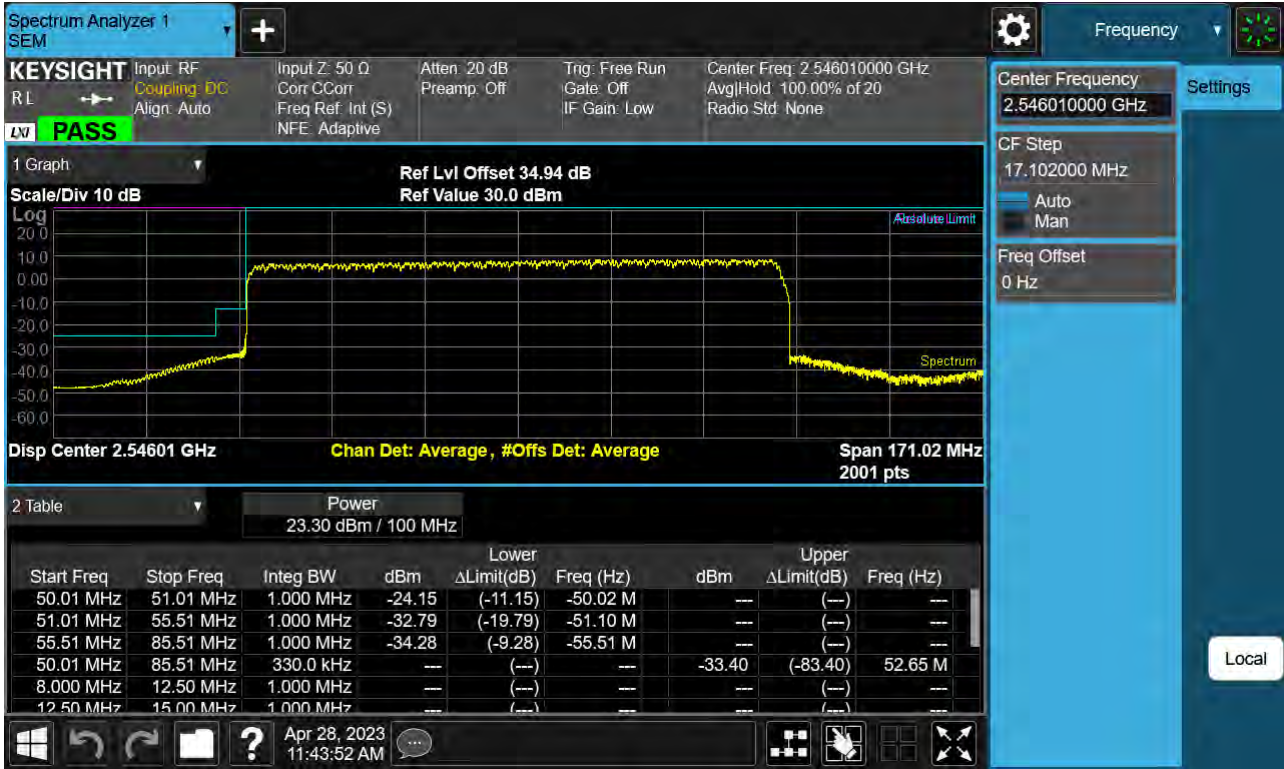 Spectrum Analyzer 1
SEM
Frequency
KEYSIGHT
R L
LXI
PASS
Input: RF
Coupling: DC
Align: Auto
Input Z: 50 Ω
Corr CCorr
Freq Ref: Int (S)
NFE: Adaptive
Atten: 20 dB
Preamp: Off
Trig: Free Run
Gate: Off
IF Gain: Low
Center Freq: 2.546010000 GHz
Avg|Hold: 100.00% of 20
Radio Std: None
Center Frequency
2.546010000 GHz
Settings
CF Step
17.102000 MHz
Auto
Man
Freq Offset
0 Hz
Local
1 Graph
Scale/Div 10 dB
Ref Lvl Offset 34.94 dB
Ref Value 30.0 dBm
Log
20.0
10.0
0.00
-10.0
-20.0
-30.0
-40.0
-50.0
-60.0
Absolute Limit
Spectrum
Disp Center 2.54601 GHz
Chan Det: Average, #Offs Det: Average
Span 171.02 MHz
2001 pts
2 Table
Power
23.30 dBm / 100 MHz
Lower Upper
Start Freq Stop Freq Integ BW dBm ΔLimit(dB) Freq (Hz) dBm ΔLimit(dB) Freq (Hz)
50.01 MHz 51.01 MHz 1.000 MHz -24.15 (-11.15) -50.02 M --- (---) ---
51.01 MHz 55.51 MHz 1.000 MHz -32.79 (-19.79) -51.10 M --- (---) ---
55.51 MHz 85.51 MHz 1.000 MHz -34.28 (-9.28) -55.51 M --- (---) ---
50.01 MHz 85.51 MHz 330.0 kHz --- (---) --- -33.40 (-83.40) 52.65 M
8.000 MHz 12.50 MHz 1.000 MHz --- (---) --- --- (---) ---
12.50 MHz 15.00 MHz 1.000 MHz --- (---) --- --- (---) ---
?
Apr 28, 2023
11:43:52 AM